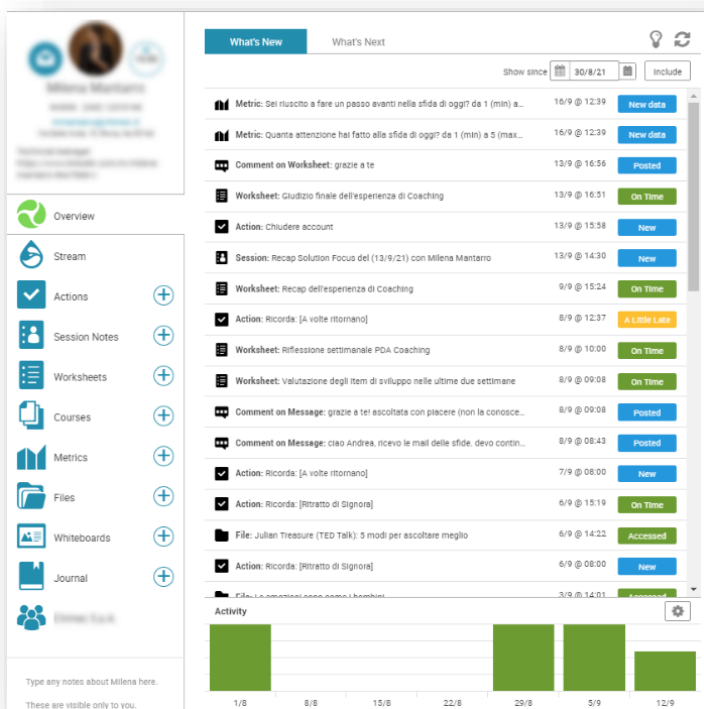 What's New
What's Next
Show since 30/8/21 Include
Metric: Sei riuscito a fare un passo avanti nella sfida di oggi? da 1 (min) a... 16/9 @ 12:39 New data
Metric: Quanta attenzione hai fatto alla sfida di oggi? da 1 (min) a 5 (max... 16/9 @ 12:39 New data
Comment on Worksheet: grazie a te 13/9 @ 16:56 Posted
Worksheet: Giudizio finale dell'esperienza di Coaching 13/9 @ 16:51 On Time
Action: Chiudere account 13/9 @ 15:58 New
Session: Recap Solution Focus del (13/9/21) con Milena Mantarro 13/9 @ 14:30 New
Worksheet: Recap dell'esperienza di Coaching 9/9 @ 15:24 On Time
Action: Ricorda: [A volte ritornano] 8/9 @ 12:37 A Little Late
Worksheet: Riflessione settimanale PDA Coaching 8/9 @ 10:00 On Time
Worksheet: Valutazione degli item di sviluppo nelle ultime due settimane 8/9 @ 09:08 On Time
Comment on Message: grazie a te! ascoltata con piacere (non la conosce... 8/9 @ 09:08 Posted
Comment on Message: ciao Andrea, ricevo le mail delle sfide, devo contin... 8/9 @ 08:43 Posted
Action: Ricorda: [A volte ritornano] 7/9 @ 08:00 New
Action: Ricorda: [Ritratto di Signora] 6/9 @ 15:19 On Time
File: Julian Treasure (TED Talk): 5 modi per ascoltare meglio 6/9 @ 14:22 Accessed
Action: Ricorda: [Ritratto di Signora] 6/9 @ 08:00 New
File: Le emozioni sono come i bambini 3/9 @ 14:01 Accessed
Activity
1/8 8/8 15/8 22/8 29/8 5/9 12/9
Overview
Stream
Actions
Session Notes
Worksheets
Courses
Metrics
Files
Whiteboards
Journal
Type any notes about Milena here.
These are visible only to you.